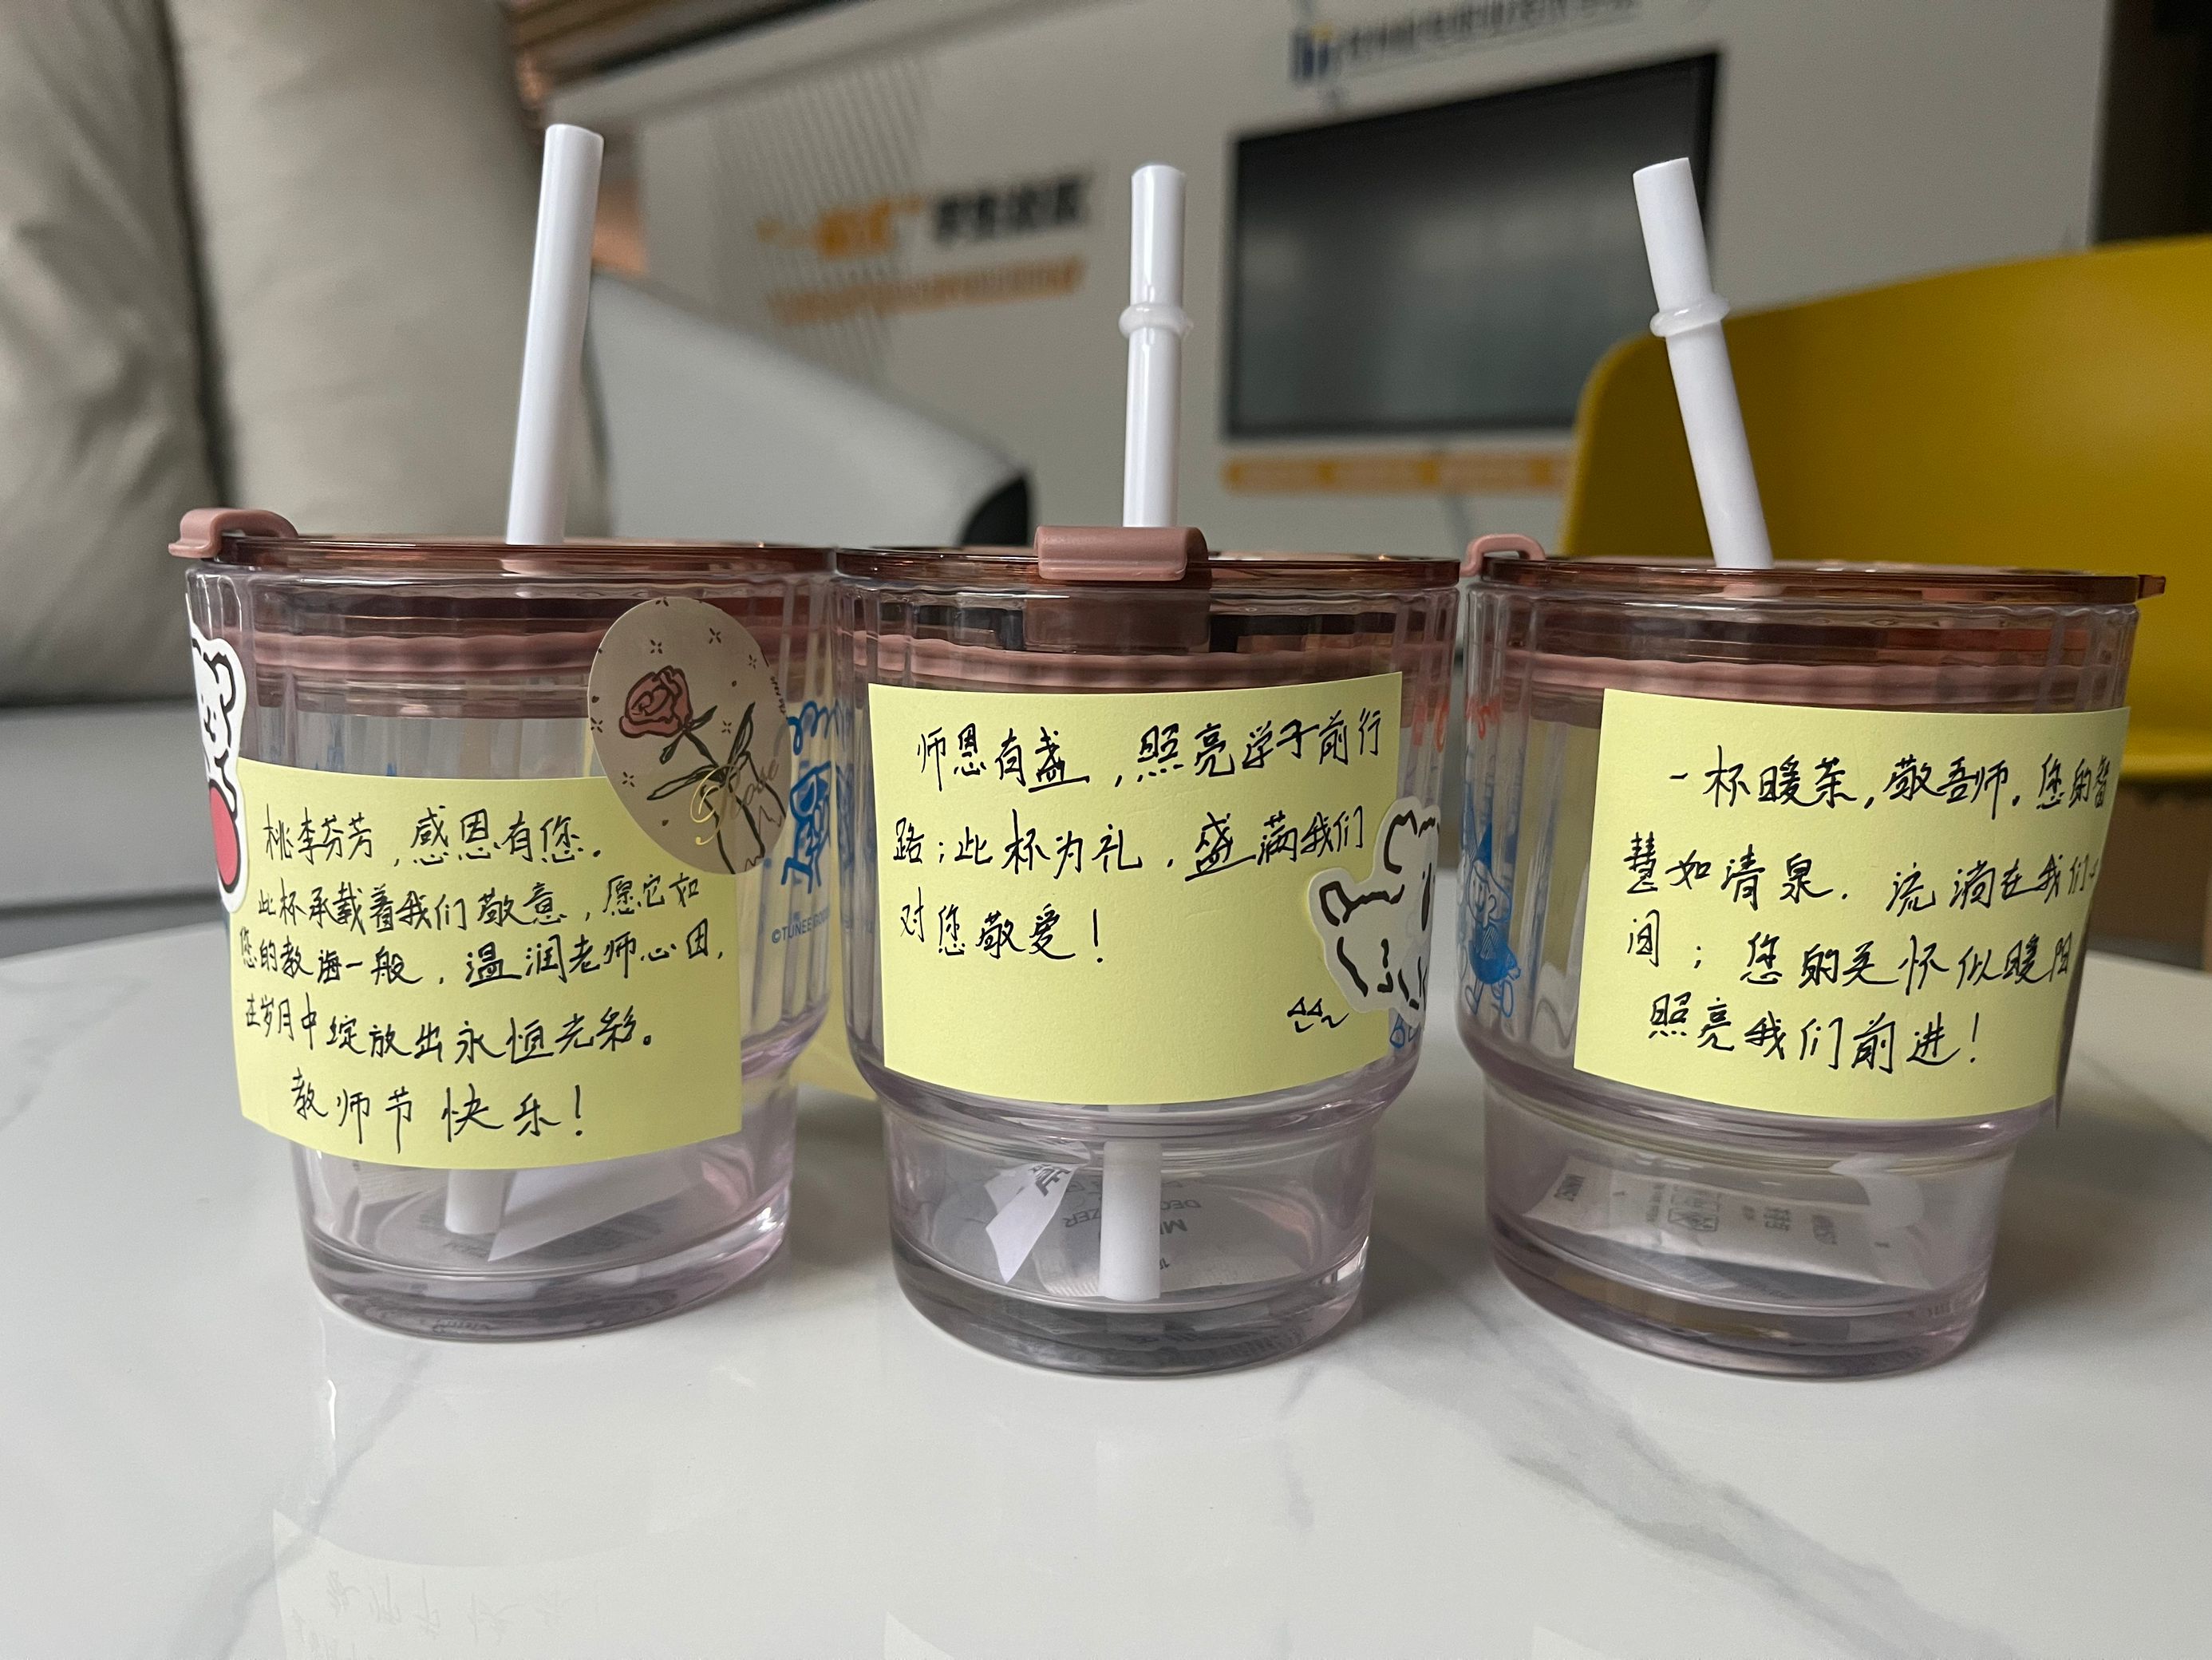 桃李芬芳，感恩有您。
此杯承载着我们敬意，愿它如
您的教诲一般，温润老师心田，
在岁月中绽放出永恒光彩。
教师节快乐！
©TUNEE
师恩有盏，照亮学子前行
路；此杯为礼，盛满我们
对您敬爱！
一杯暖茶，敬吾师。您的智
慧如清泉，流淌在我们
间；您的关怀似暖阳
照亮我们前进！